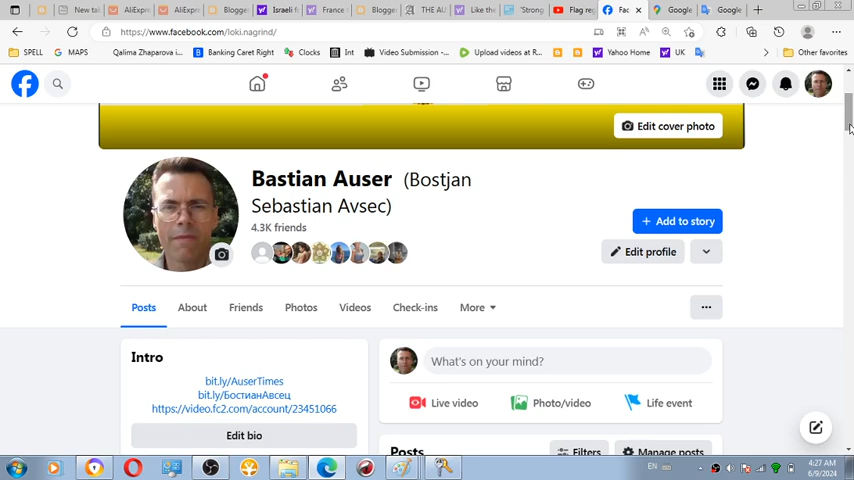 AliExpre
AliExpre
Blogger
Israeli f
France
Blogger
THE AU
Like the
'Strong
Flag re
Fac
Google
Google
https://www.facebook.com/loki.nagrind/
SPELL
MAPS
Qalima Zhaparova i...
Banking Caret Right
Clocks
Int
Video Submission -...
Upload videos at R...
Yahoo Home
UK
Other favorites
Edit cover photo
Bastian Auser (Bostjan
Sebastian Avsec)
4.3K friends
Add to story
Edit profile
Posts
About
Friends
Photos
Videos
Check-ins
More
Intro
bit.ly/AuserTimes
bit.ly/БостианАвсец
https://video.fc2.com/account/23451066
Edit bio
What's on your mind?
Live video
Photo/video
Life event
Posts
Filters
Manage posts
EN
4:27 AM
6/9/2024